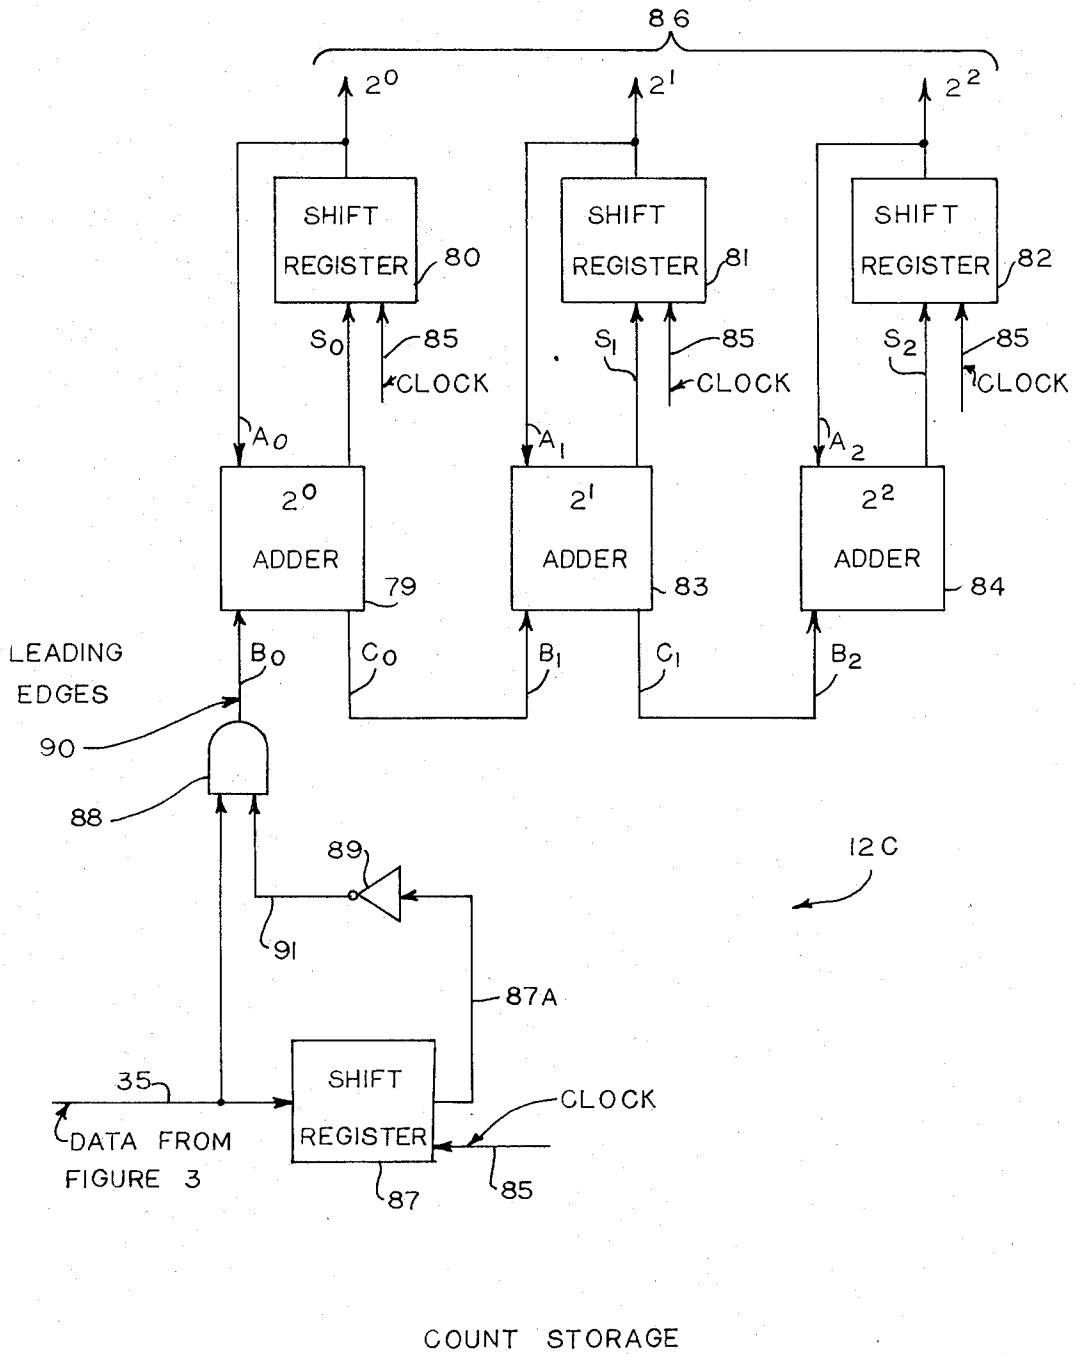 86
2⁰ 2¹ 2²
SHIFT SHIFT SHIFT
REGISTER REGISTER REGISTER
80 81 82
S₀ 85 S₁ 85 S₂ 85
CLOCK CLOCK CLOCK
A₀ A₁ A₂
2⁰ 2¹ 2²
ADDER ADDER ADDER
79 83 84
LEADING B₀ C₀ B₁ C₁ B₂
EDGES
90
88
89
12C
91
87A
35
SHIFT
CLOCK
DATA FROM REGISTER
FIGURE 3 87 85
COUNT STORAGE